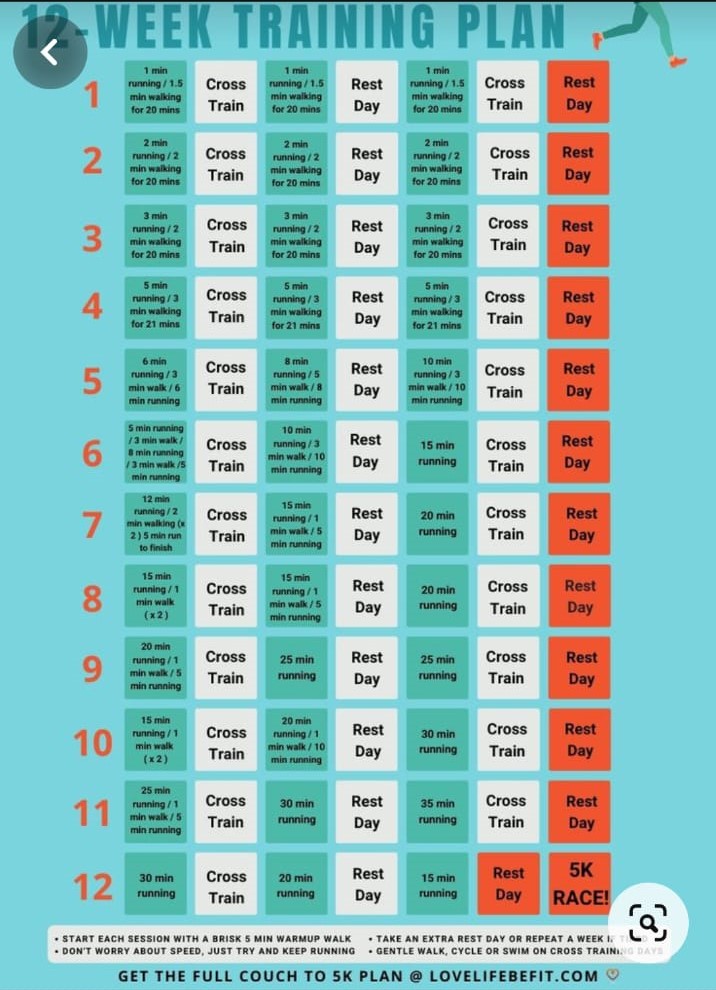 12-WEEK TRAINING PLAN
1
1 min
running / 1.5
min walking
for 20 mins
Cross
Train
1 min
running / 1.5
min walking
for 20 mins
Rest
Day
1 min
running / 1.5
min walking
for 20 mins
Cross
Train
Rest
Day
2
2 min
running / 2
min walking
for 20 mins
Cross
Train
2 min
running / 2
min walking
for 20 mins
Rest
Day
2 min
running / 2
min walking
for 20 mins
Cross
Train
Rest
Day
3
3 min
running / 2
min walking
for 20 mins
Cross
Train
3 min
running / 2
min walking
for 20 mins
Rest
Day
3 min
running / 2
min walking
for 20 mins
Cross
Train
Rest
Day
4
5 min
running / 3
min walking
for 21 mins
Cross
Train
5 min
running / 3
min walking
for 21 mins
Rest
Day
5 min
running / 3
min walking
for 21 mins
Cross
Train
Rest
Day
5
6 min
running / 3
min walk / 6
min running
Cross
Train
8 min
running / 5
min walk / 8
min running
Rest
Day
10 min
running / 3
min walk / 10
min running
Cross
Train
Rest
Day
6
5 min running
/ 3 min walk /
8 min running
/ 3 min walk /5
min running
Cross
Train
10 min
running / 3
min walk / 10
min running
Rest
Day
15 min
running
Cross
Train
Rest
Day
7
12 min
running / 2
min walking (x
2 ) 5 min run
to finish
Cross
Train
15 min
running / 1
min walk / 5
min running
Rest
Day
20 min
running
Cross
Train
Rest
Day
8
15 min
running / 1
min walk
( x 2 )
Cross
Train
15 min
running / 1
min walk / 5
min running
Rest
Day
20 min
running
Cross
Train
Rest
Day
9
20 min
running / 1
min walk / 5
min running
Cross
Train
25 min
running
Rest
Day
25 min
running
Cross
Train
Rest
Day
10
15 min
running / 1
min walk
( x 2 )
Cross
Train
20 min
running / 1
min walk / 10
min running
Rest
Day
30 min
running
Cross
Train
Rest
Day
11
25 min
running / 1
min walk / 5
min running
Cross
Train
30 min
running
Rest
Day
35 min
running
Cross
Train
Rest
Day
12
30 min
running
Cross
Train
20 min
running
Rest
Day
15 min
running
Rest
Day
5K
RACE!
• START EACH SESSION WITH A BRISK 5 MIN WARMUP WALK
• DON'T WORRY ABOUT SPEED, JUST TRY AND KEEP RUNNING
• TAKE AN EXTRA REST DAY OR REPEAT A WEEK
• GENTLE WALK, CYCLE OR SWIM ON CROSS TRAINING DAYS
GET THE FULL COUCH TO 5K PLAN @ LOVELIFEBEFIT.COM